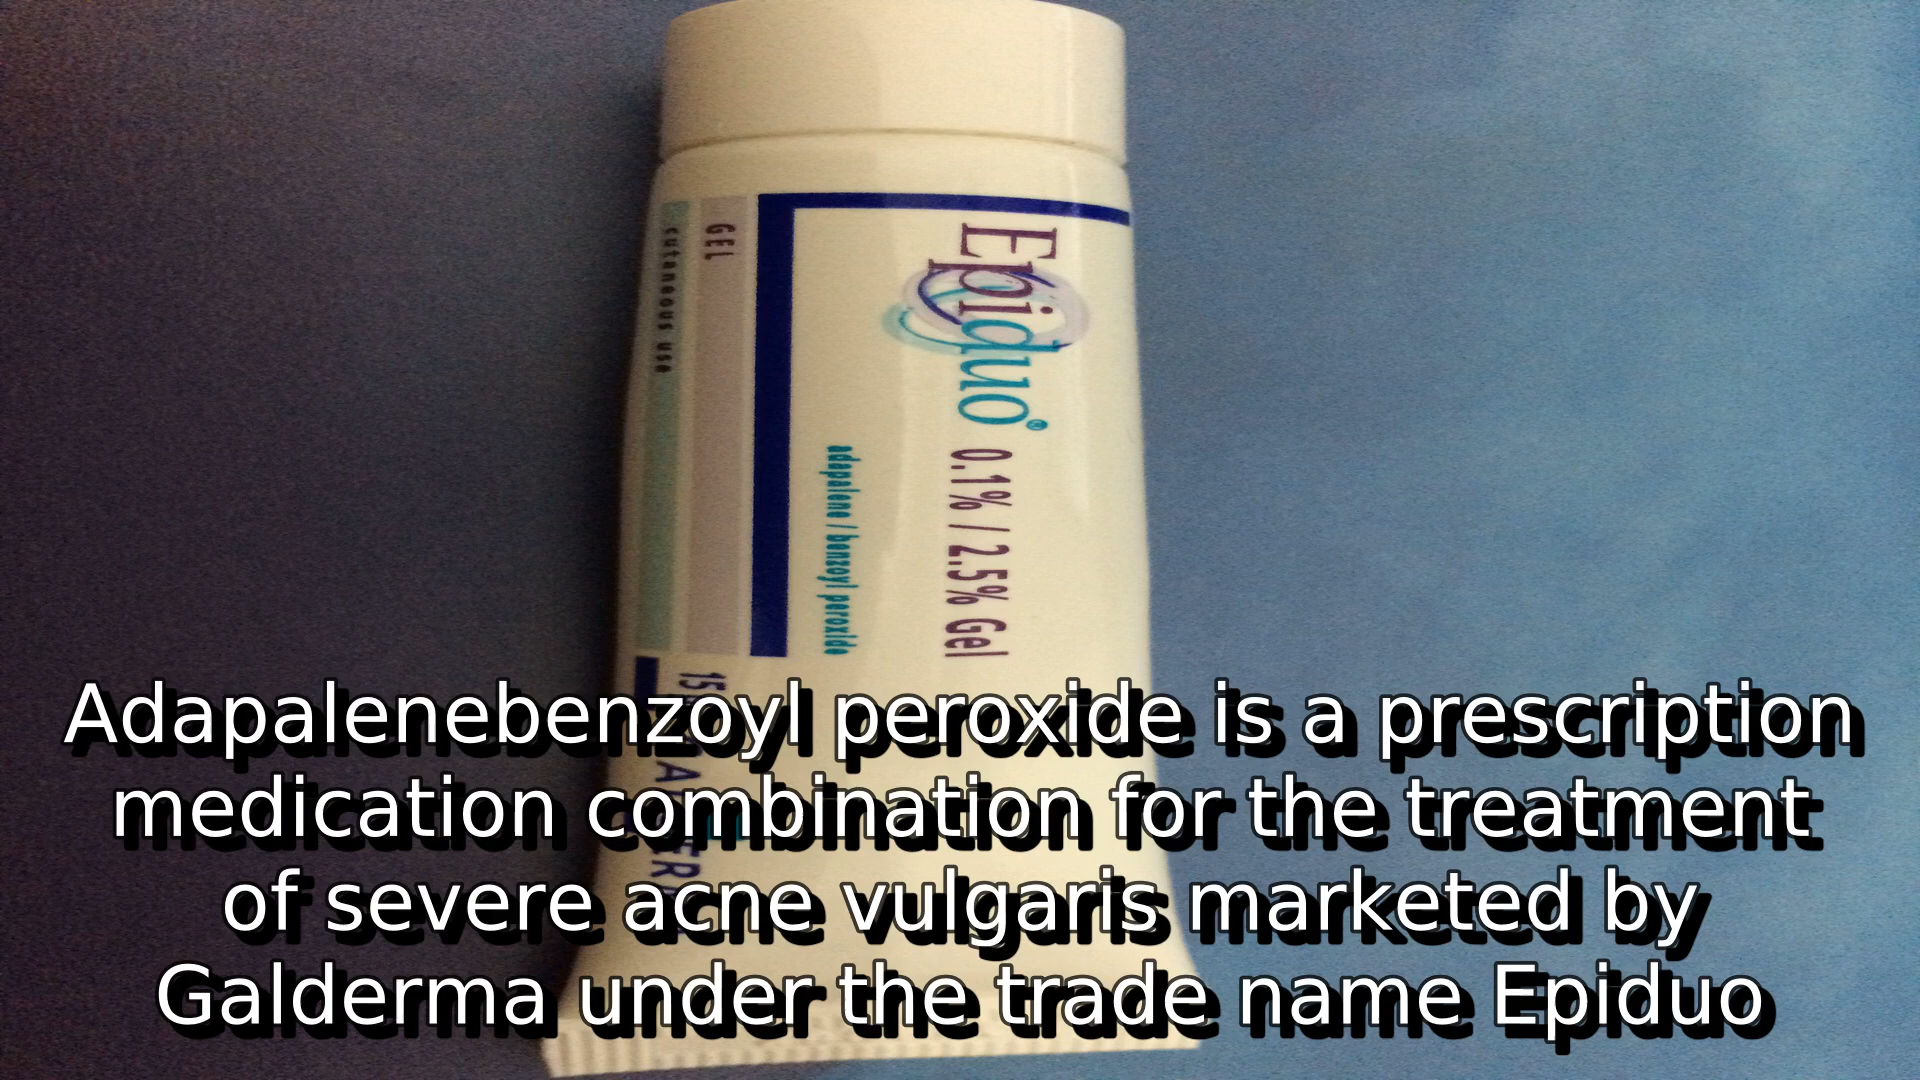 Epiduo® 0.1% / 2.5% Gel
adapalene / benzoyl peroxide
GEL
cutaneous use
Adapalenebenzoyl peroxide is a prescription
medication combination for the treatment
of severe acne vulgaris marketed by
Galderma under the trade name Epiduo